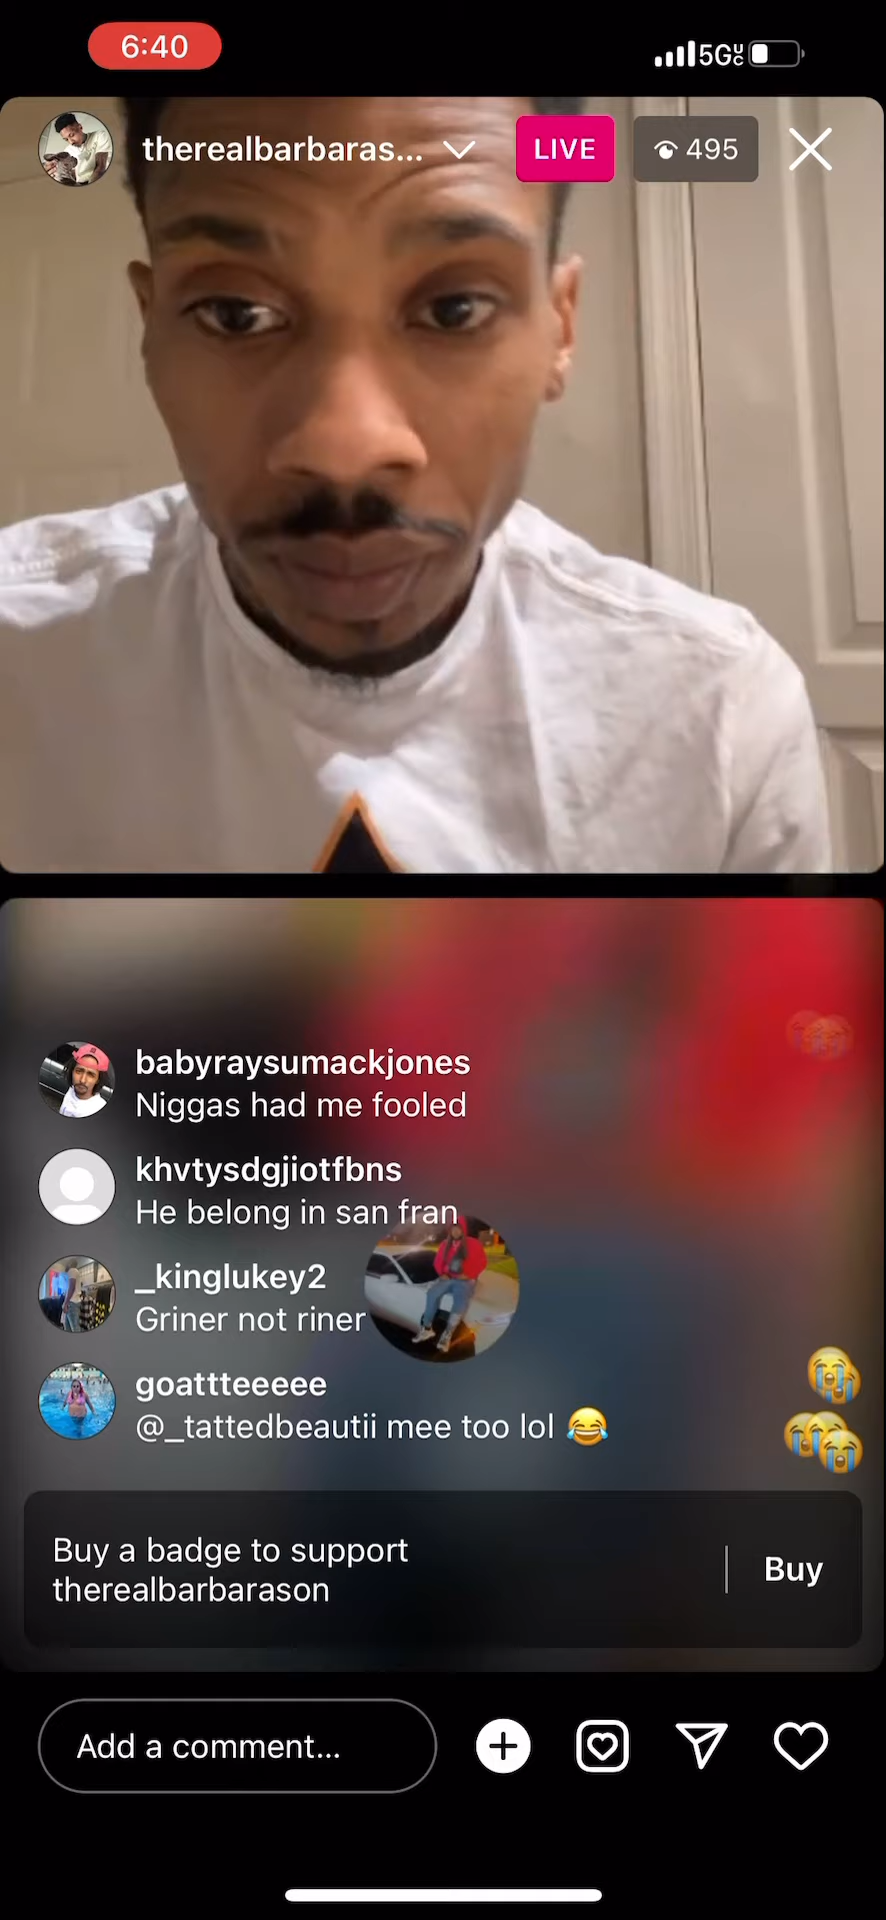 6:40
5G UC
therealbarbaras...
LIVE
495
babyraysumackjones
Niggas had me fooled
khvtysdgjiotfbns
He belong in san fran
_kinglukey2
Griner not riner
goattteeeee
@_tattedbeautii mee too lol 😂
Buy a badge to support
therealbarbarason
Buy
Add a comment...